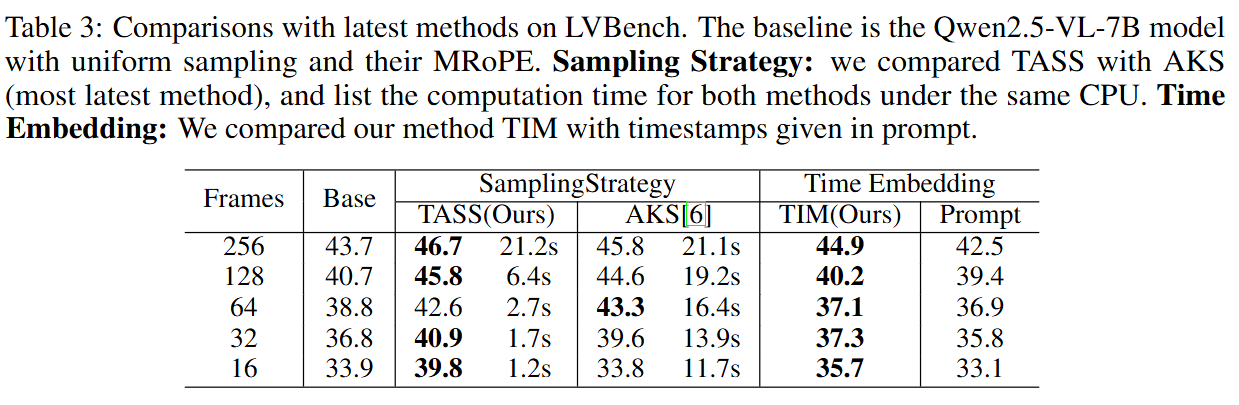 Table 3: Comparisons with latest methods on LVBench. The baseline is the Qwen2.5-VL-7B model
with uniform sampling and their MRoPE. Sampling Strategy: we compared TASS with AKS
(most latest method), and list the computation time for both methods under the same CPU. Time
Embedding: We compared our method TIM with timestamps given in prompt.
Frames Base SamplingStrategy Time Embedding
TASS(Ours) AKS[6] TIM(Ours) Prompt
256 43.7 46.7 21.2s 45.8 21.1s 44.9 42.5
128 40.7 45.8 6.4s 44.6 19.2s 40.2 39.4
64 38.8 42.6 2.7s 43.3 16.4s 37.1 36.9
32 36.8 40.9 1.7s 39.6 13.9s 37.3 35.8
16 33.9 39.8 1.2s 33.8 11.7s 35.7 33.1